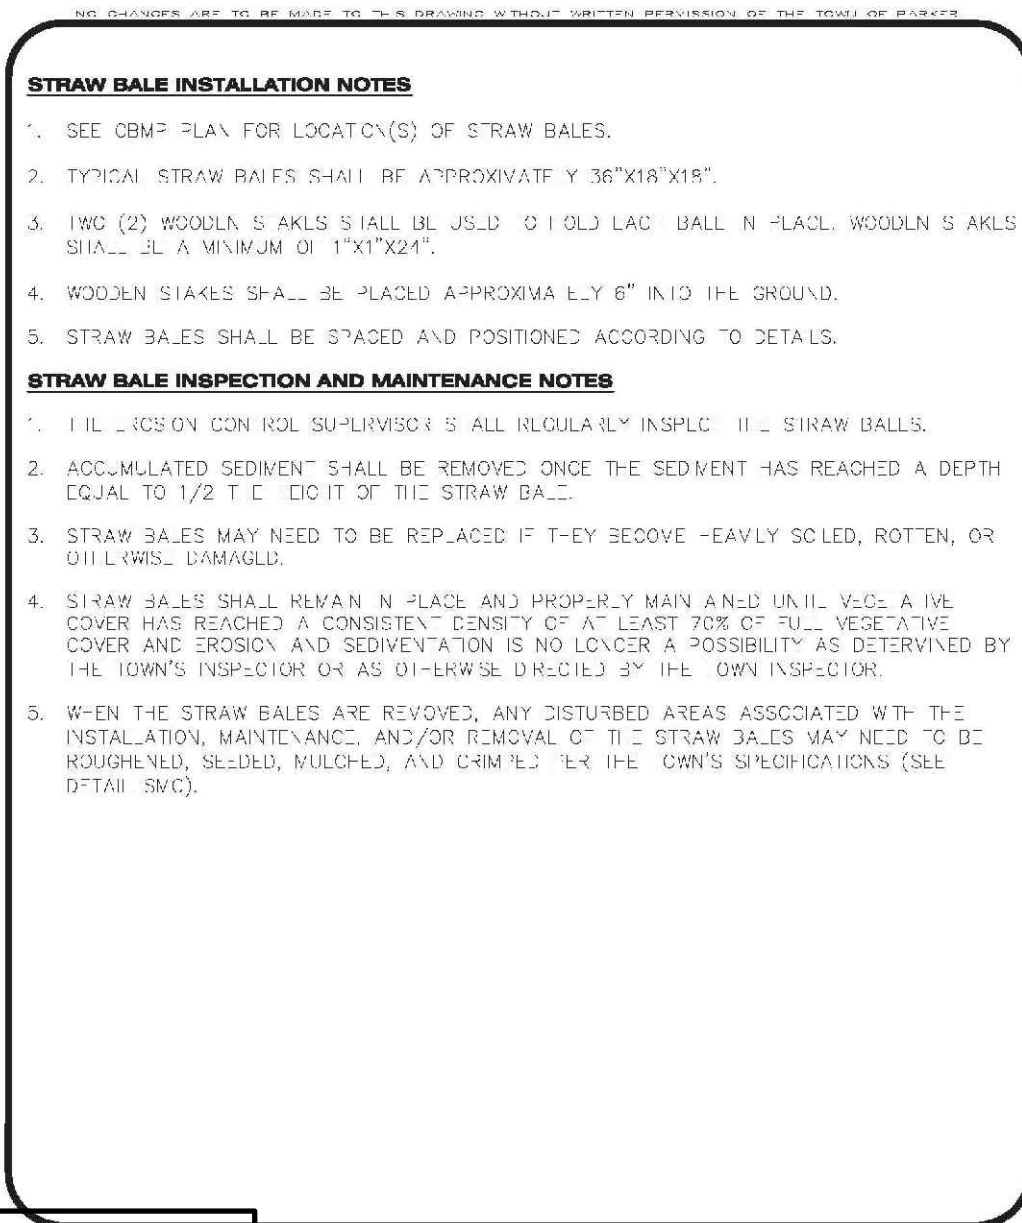 NO CHANGES ARE TO BE MADE TO THIS DRAWING WITHOUT WRITTEN PERMISSION OF THE TOWN OF PARKER
STRAW BALE INSTALLATION NOTES
1. SEE CBMP PLAN FOR LOCATION(S) OF STRAW BALES.
2. TYPICAL STRAW BALES SHALL BE APPROXIMATELY 36"X18"X18".
3. TWO (2) WOODEN STAKES SHALL BE USED TO HOLD EACH BALE IN PLACE. WOODEN STAKES
SHALL BE A MINIMUM OF 1"X1"X24".
4. WOODEN STAKES SHALL BE PLACED APPROXIMATELY 6" INTO THE GROUND.
5. STRAW BALES SHALL BE SPACED AND POSITIONED ACCORDING TO DETAILS.
STRAW BALE INSPECTION AND MAINTENANCE NOTES
1. THE EROSION CONTROL SUPERVISOR SHALL REGULARLY INSPECT THE STRAW BALES.
2. ACCUMULATED SEDIMENT SHALL BE REMOVED ONCE THE SEDIMENT HAS REACHED A DEPTH
EQUAL TO 1/2 THE HEIGHT OF THE STRAW BALE.
3. STRAW BALES MAY NEED TO BE REPLACED IF THEY BECOME HEAVILY SOILED, ROTTEN, OR
OTHERWISE DAMAGED.
4. STRAW BALES SHALL REMAIN IN PLACE AND PROPERLY MAINTAINED UNTIL VEGETATIVE
COVER HAS REACHED A CONSISTENT DENSITY OF AT LEAST 70% OF FULL VEGETATIVE
COVER AND EROSION AND SEDIMENTATION IS NO LONGER A POSSIBILITY AS DETERMINED BY
THE TOWN'S INSPECTOR OR AS OTHERWISE DIRECTED BY THE TOWN INSPECTOR.
5. WHEN THE STRAW BALES ARE REMOVED, ANY DISTURBED AREAS ASSOCIATED WITH THE
INSTALLATION, MAINTENANCE, AND/OR REMOVAL OF THE STRAW BALES MAY NEED TO BE
ROUGHENED, SEEDED, MULCHED, AND CRIMPED PER THE TOWN'S SPECIFICATIONS (SEE
DETAIL SMC).